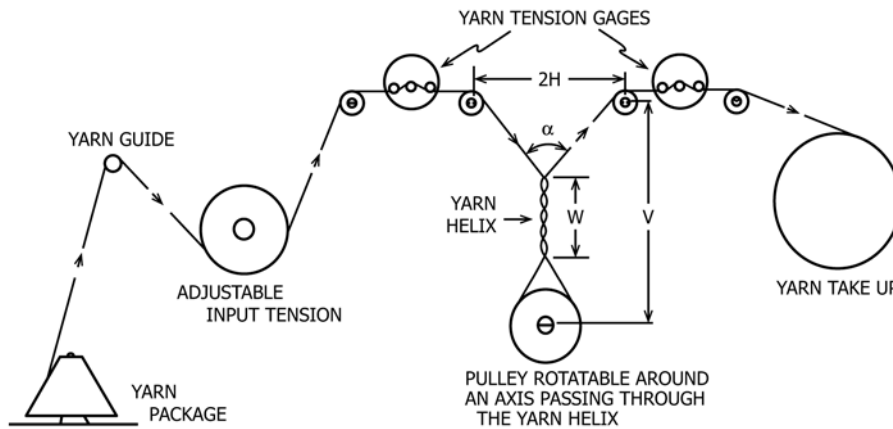 YARN TENSION GAGES
2H
YARN GUIDE
α
YARN
HELIX
W
V
ADJUSTABLE
INPUT TENSION
YARN TAKE UP
PULLEY ROTATABLE AROUND
AN AXIS PASSING THROUGH
THE YARN HELIX
YARN
PACKAGE